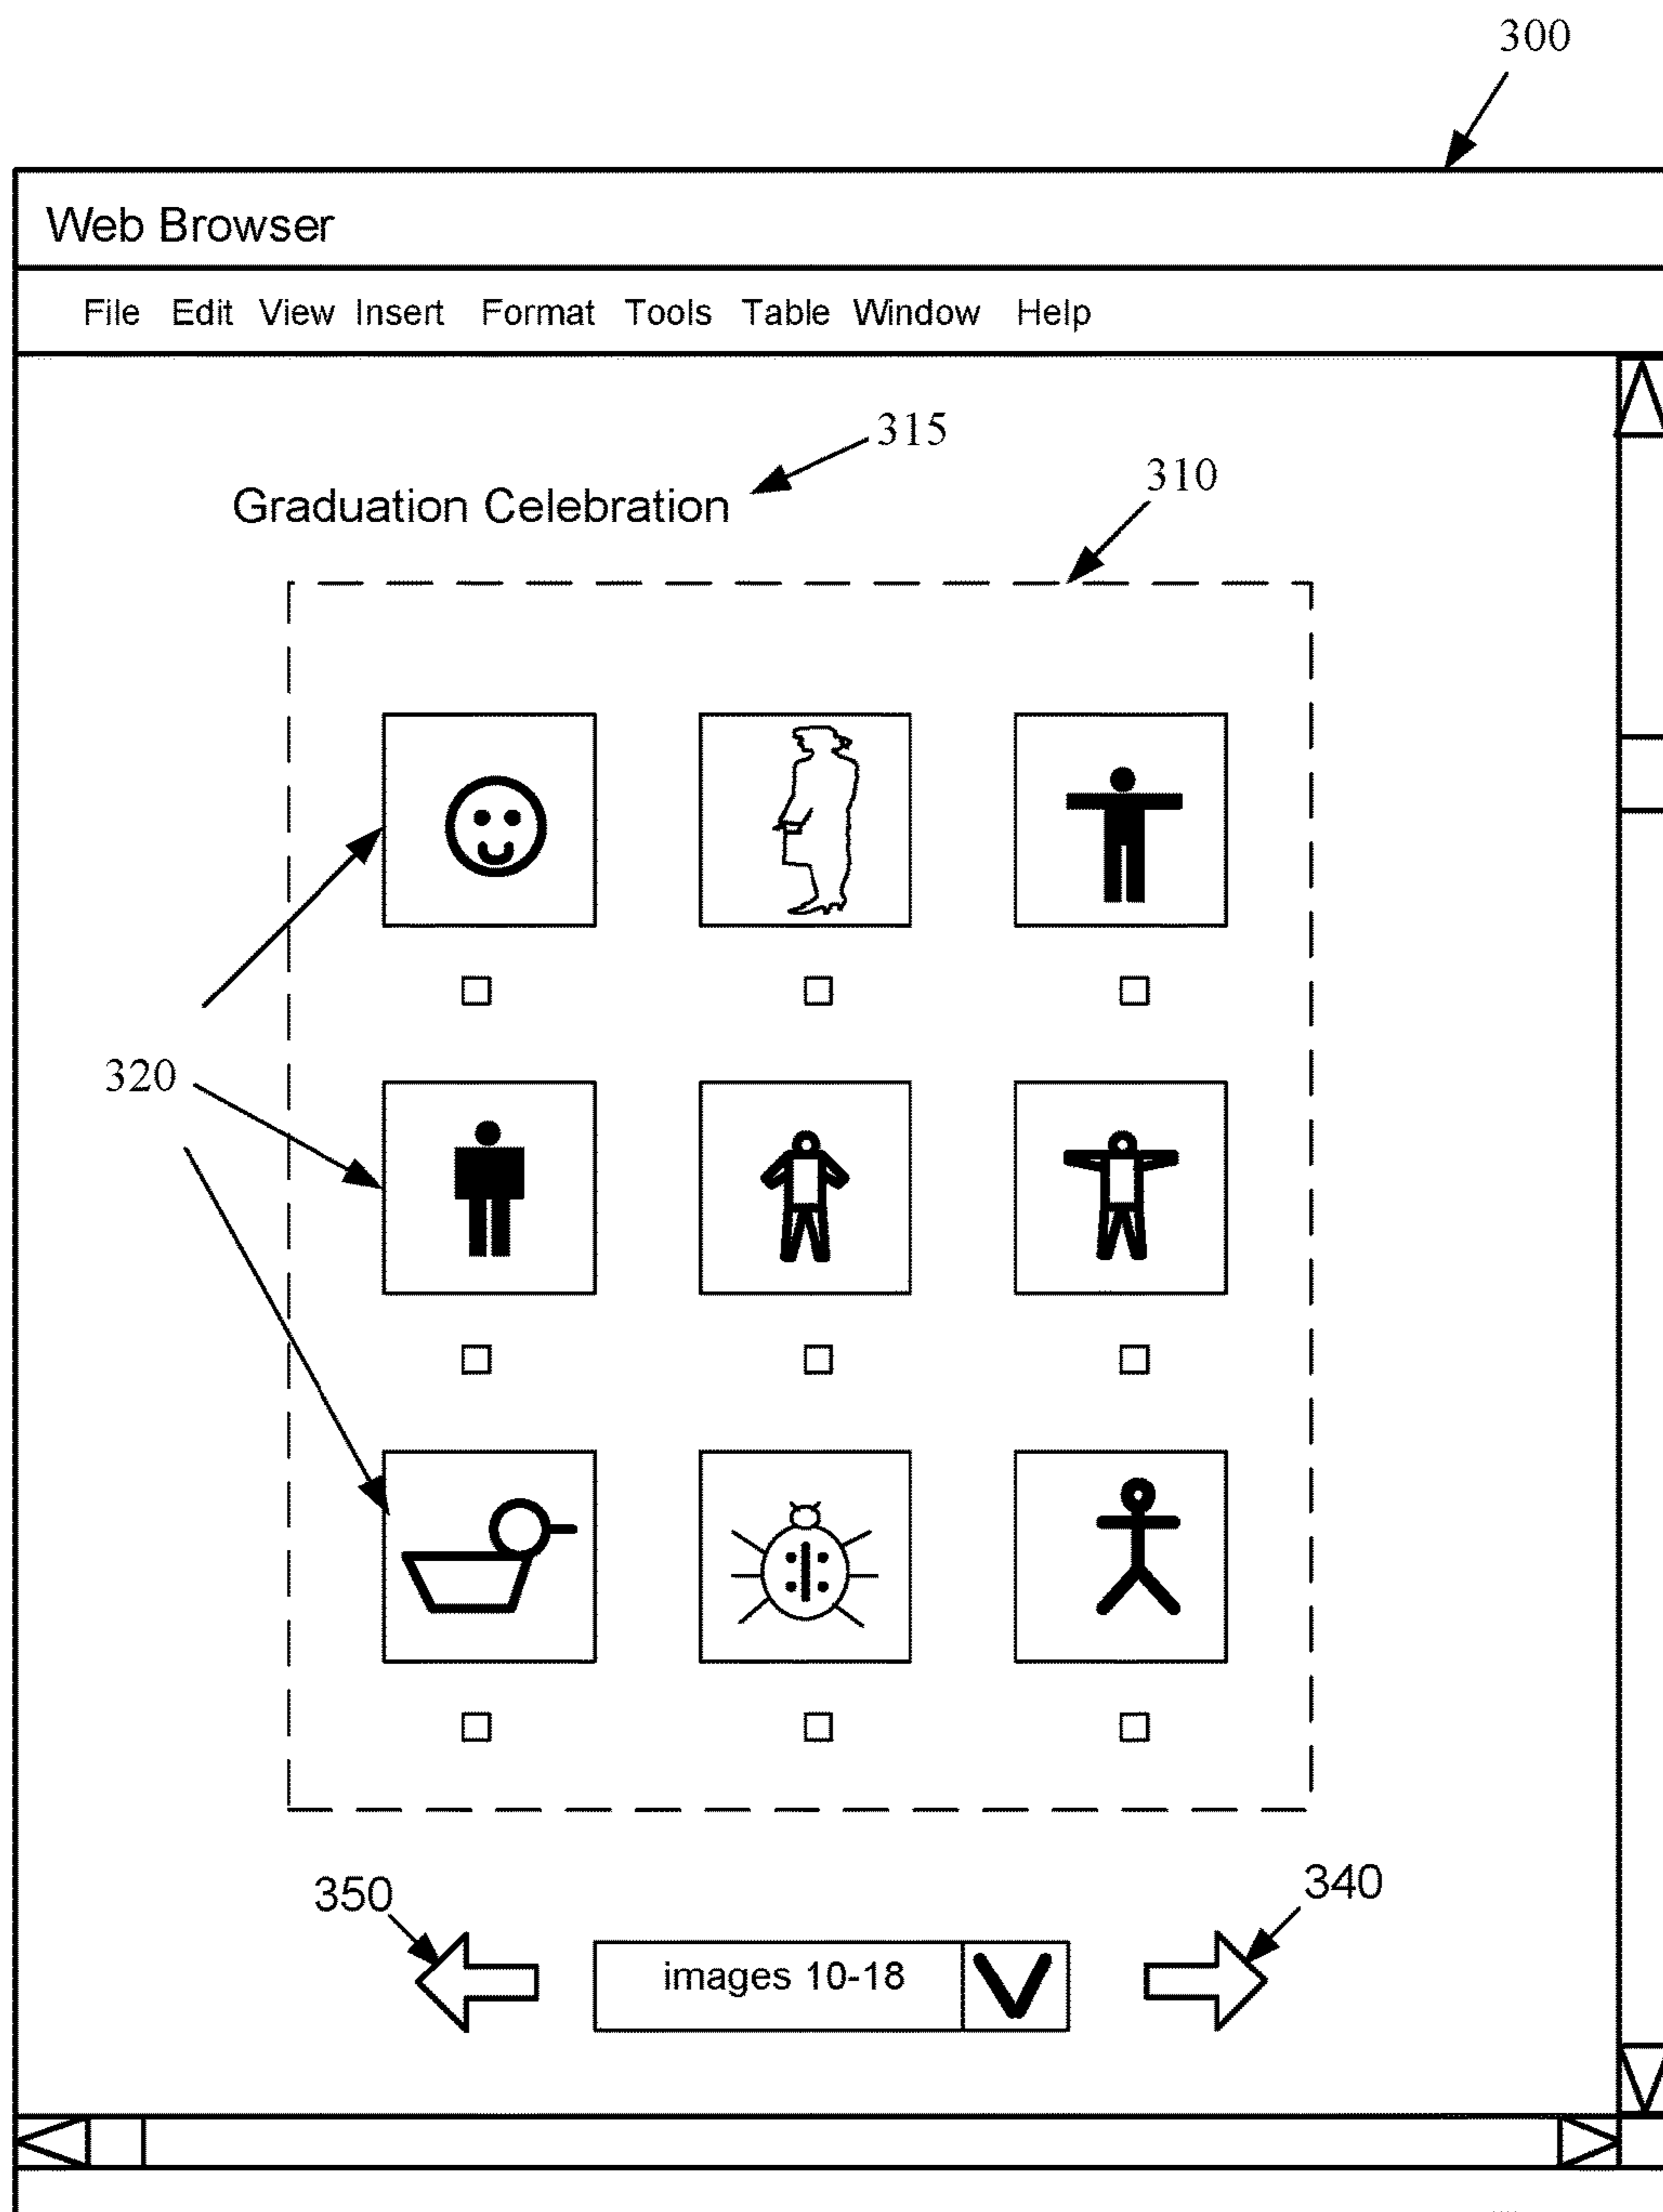 300
Web Browser
File Edit View Insert Format Tools Table Window Help
315
310
Graduation Celebration
320
350
340
images 10-18